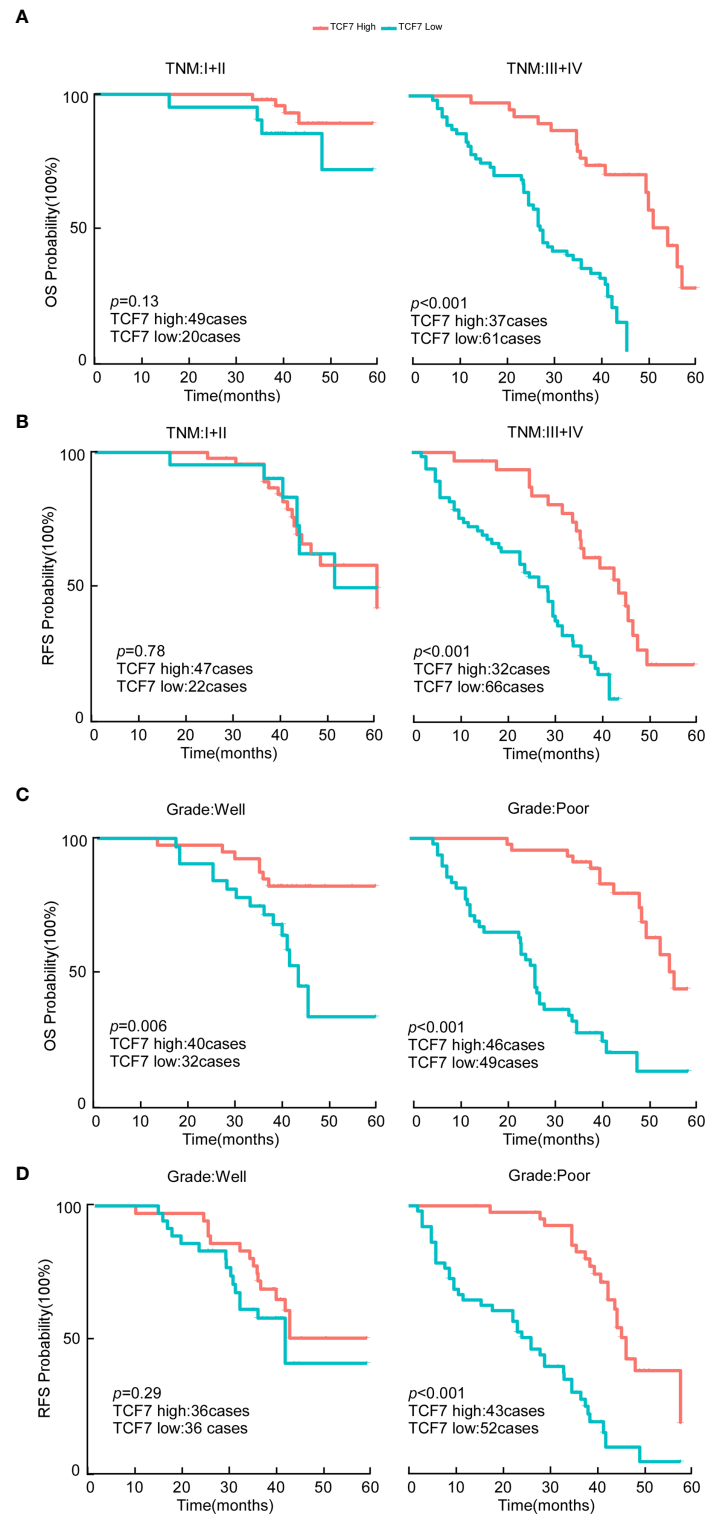 A
TCF7 High TCF7 Low
TNM:I+II
TNM:III+IV
OS Probability(100%)
100
50
0
p=0.13
TCF7 high:49cases
TCF7 low:20cases
p<0.001
TCF7 high:37cases
TCF7 low:61cases
0 10 20 30 40 50 60
0 10 20 30 40 50 60
Time(months)
Time(months)
B
TNM:I+II
TNM:III+IV
RFS Probability(100%)
100
50
0
p=0.78
TCF7 high:47cases
TCF7 low:22cases
p<0.001
TCF7 high:32cases
TCF7 low:66cases
0 10 20 30 40 50 60
0 10 20 30 40 50 60
Time(months)
Time(months)
C
Grade:Well
Grade:Poor
OS Probability(100%)
100
50
0
p=0.006
TCF7 high:40cases
TCF7 low:32cases
p<0.001
TCF7 high:46cases
TCF7 low:49cases
0 10 20 30 40 50 60
0 10 20 30 40 50 60
Time(months)
Time(months)
D
Grade:Well
Grade:Poor
RFS Probability(100%)
100
50
0
p=0.29
TCF7 high:36cases
TCF7 low:36 cases
p<0.001
TCF7 high:43cases
TCF7 low:52cases
0 10 20 30 40 50 60
0 10 20 30 40 50 60
Time(months)
Time(months)